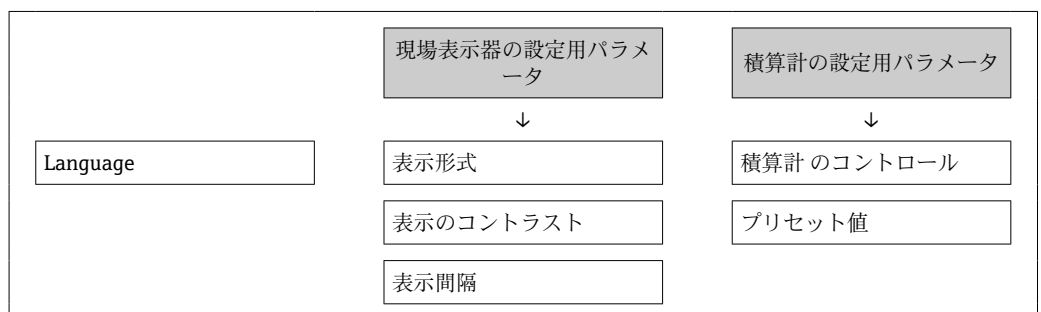 現場表示器の設定用パラメ
ータ
積算計の設定用パラメータ
↓
↓
Language
表示形式
積算計 のコントロール
表示のコントラスト
プリセット値
表示間隔